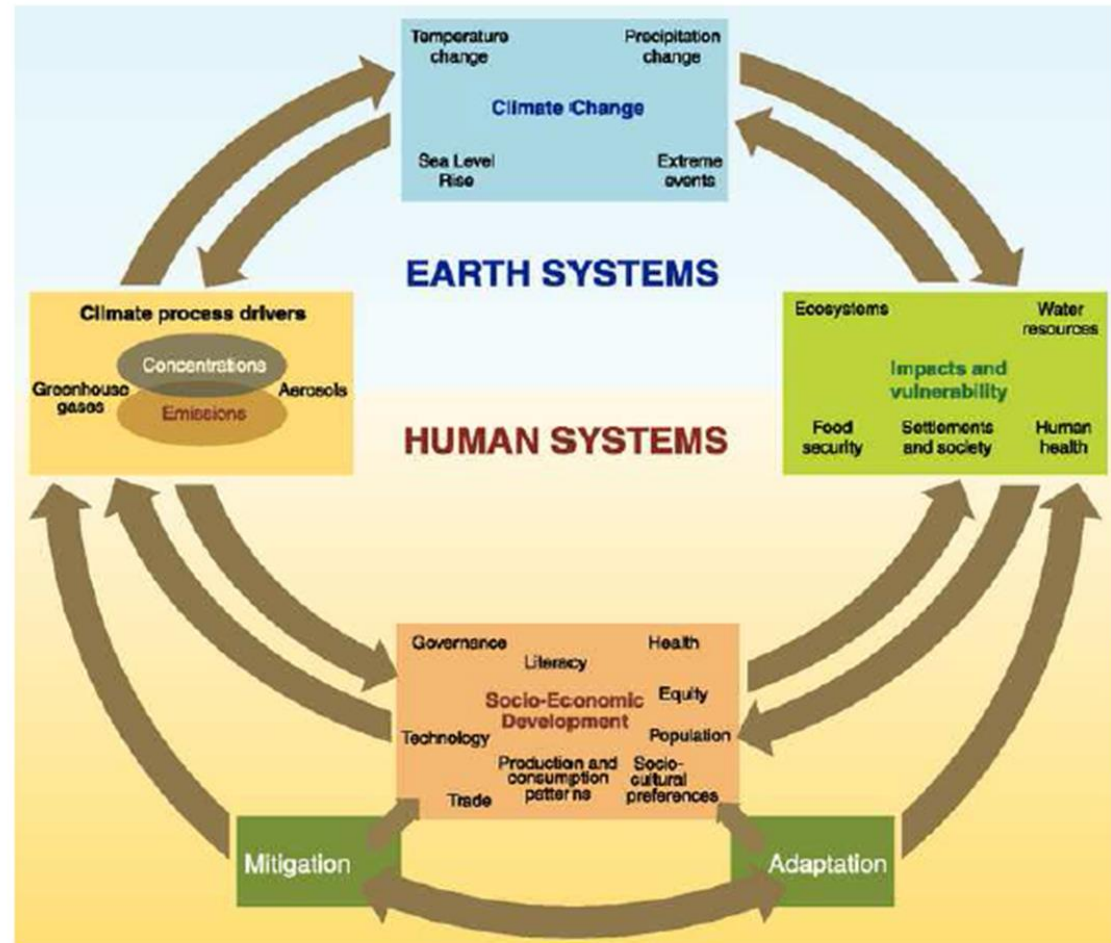 Temperature
change
Precipitation
change
Climate Change
Sea Level
Rise
Extreme
events
EARTH SYSTEMS
Climate process drivers
Concentrations
Greenhouse
gases
Aerosols
Emissions
Ecosystems
Water
resources
Impacts and
vulnerability
Food
security
Settlements
and society
Human
health
HUMAN SYSTEMS
Governance
Literacy
Health
Socio-Economic
Development
Equity
Technology
Population
Production and
consumption
patterns
Socio-
cultural
preferences
Trade
Mitigation
Adaptation